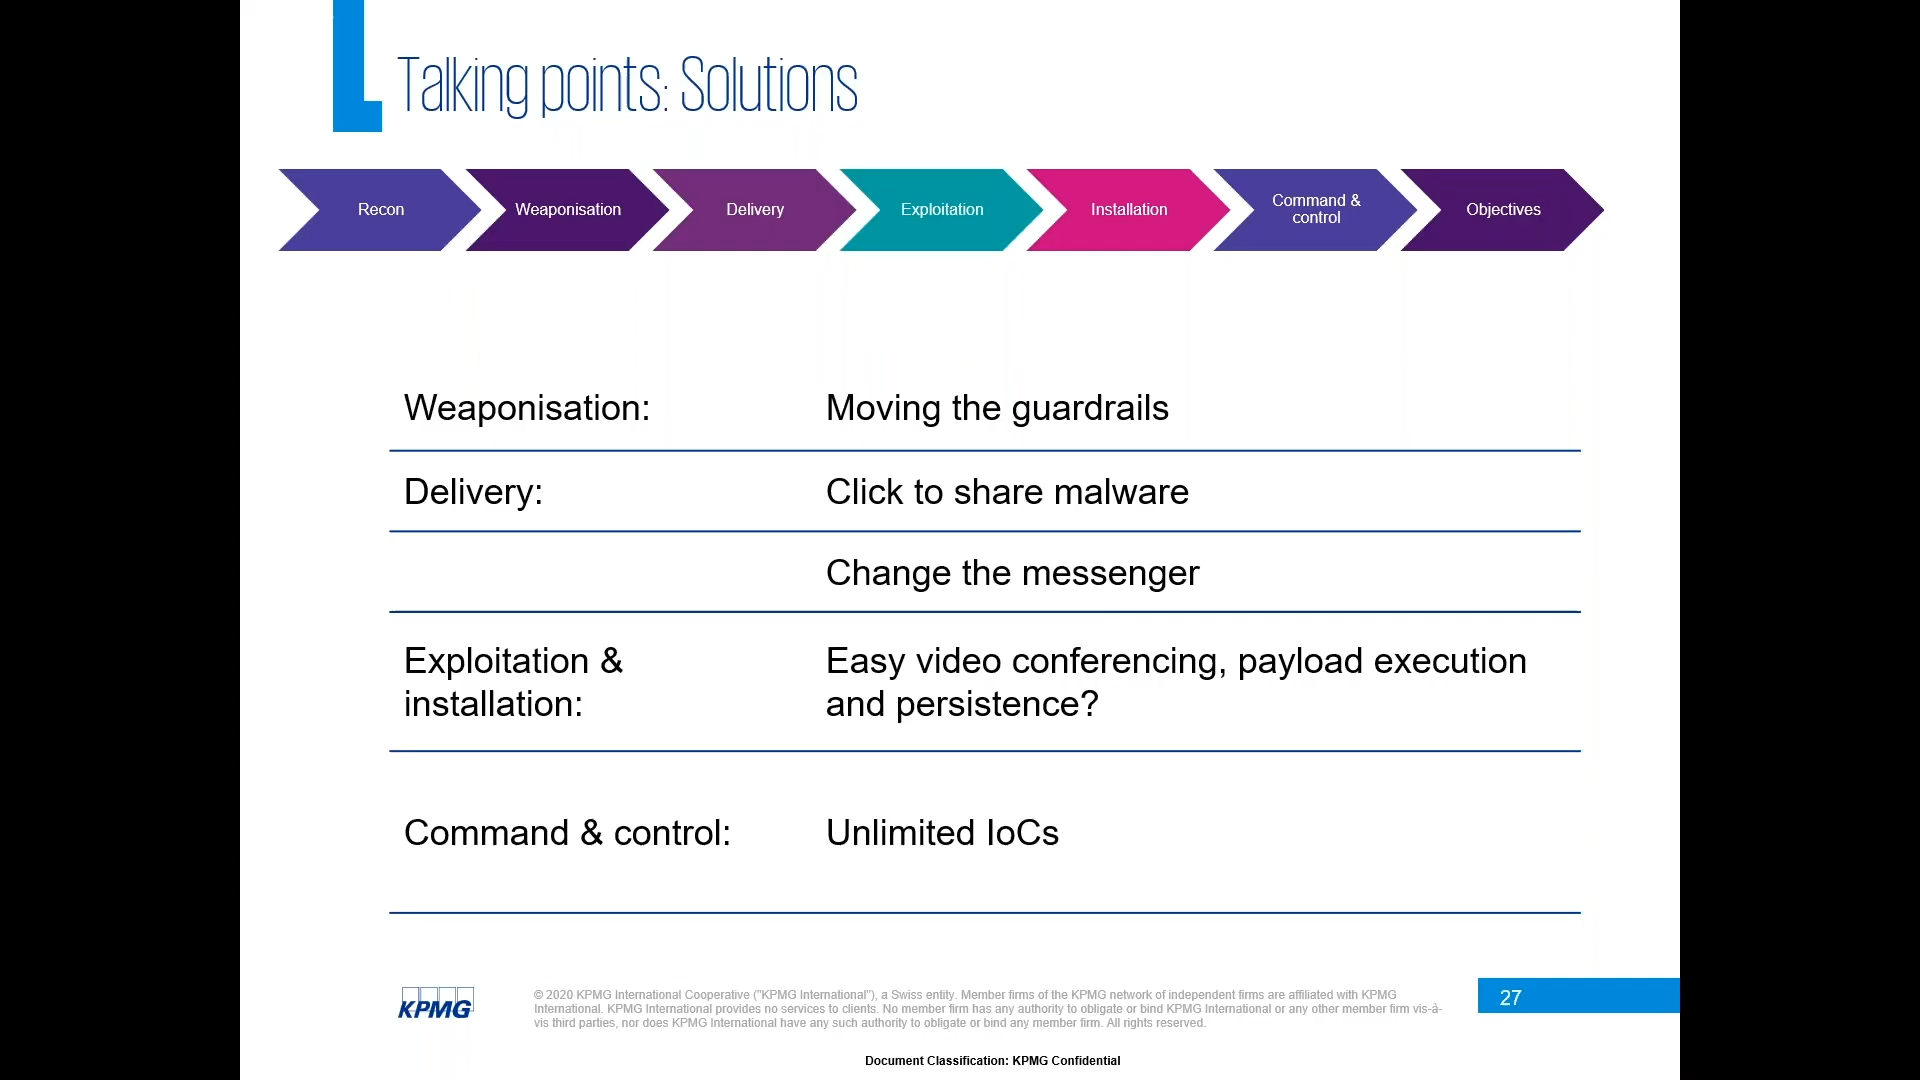 Talking points: Solutions
Recon
Weaponisation
Delivery
Exploitation
Installation
Command &
control
Objectives
Weaponisation: Moving the guardrails
Delivery: Click to share malware
Change the messenger
Exploitation & Easy video conferencing, payload execution
installation: and persistence?
Command & control: Unlimited IoCs
KPMG
© 2020 KPMG International Cooperative ("KPMG International"), a Swiss entity. Member firms of the KPMG network of independent firms are affiliated with KPMG
International. KPMG International provides no services to clients. No member firm has any authority to obligate or bind KPMG International or any other member firm vis-à-
vis third parties, nor does KPMG International have any such authority to obligate or bind any member firm. All rights reserved.
27
Document Classification: KPMG Confidential